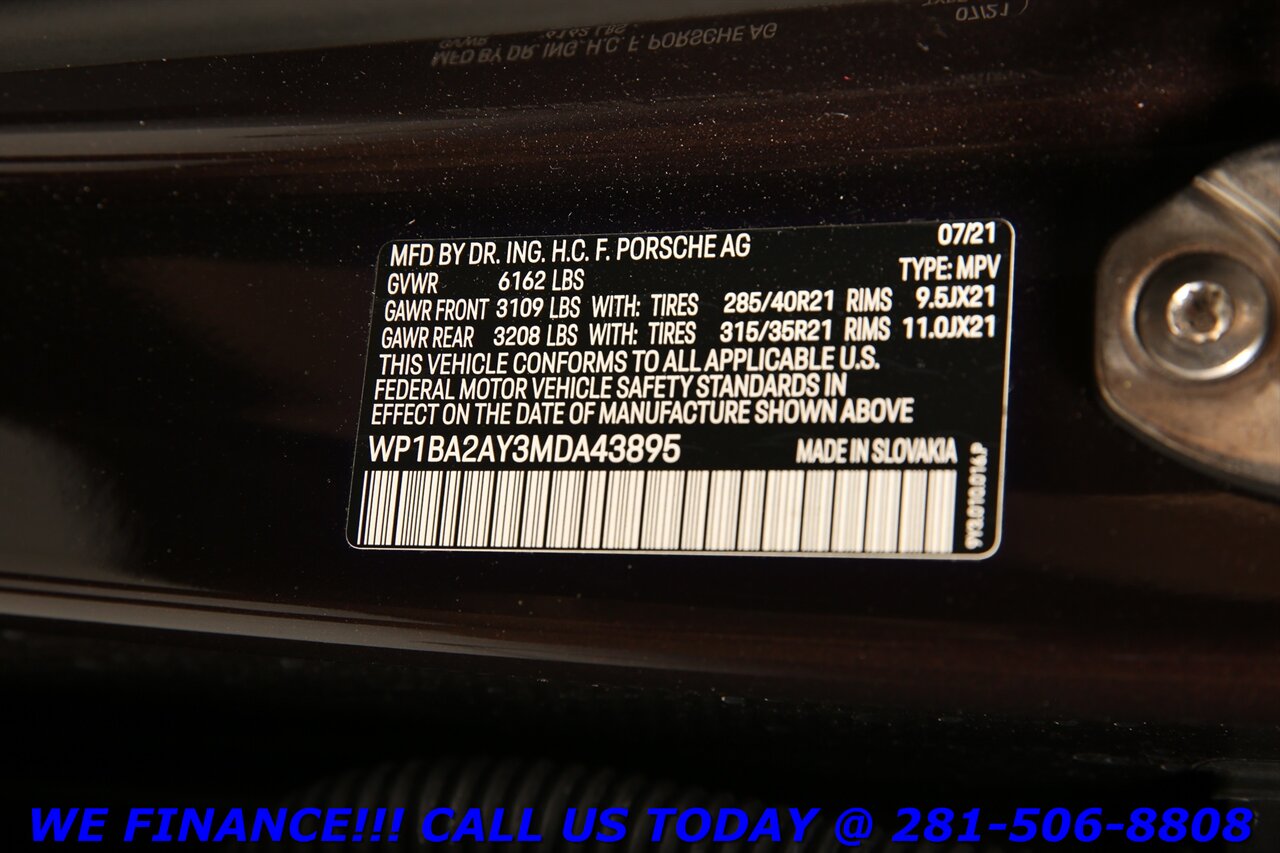 MFD BY DR. ING. H.C. F. PORSCHE AG 07/21
GVWR 6162 LBS TYPE: MPV
GAWR FRONT 3109 LBS WITH: TIRES 285/40R21 RIMS 9.5JX21
GAWR REAR 3208 LBS WITH: TIRES 315/35R21 RIMS 11.0JX21
THIS VEHICLE CONFORMS TO ALL APPLICABLE U.S.
FEDERAL MOTOR VEHICLE SAFETY STANDARDS IN
EFFECT ON THE DATE OF MANUFACTURE SHOWN ABOVE
WP1BA2AY3MDA43895 MADE IN SLOVAKIA
9Y3.010.016.P
WE FINANCE!!! CALL US TODAY @ 281-506-8808